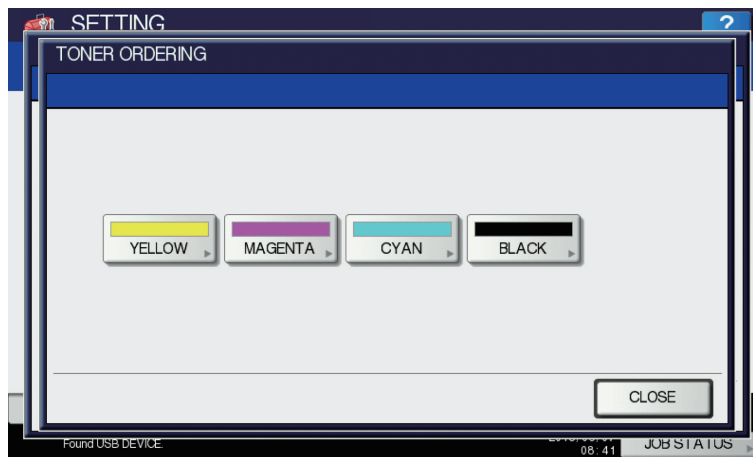 SETTING
?
TONER ORDERING
YELLOW
MAGENTA
CYAN
BLACK
CLOSE
Found USB DEVICE.
08:41
JOB STATUS